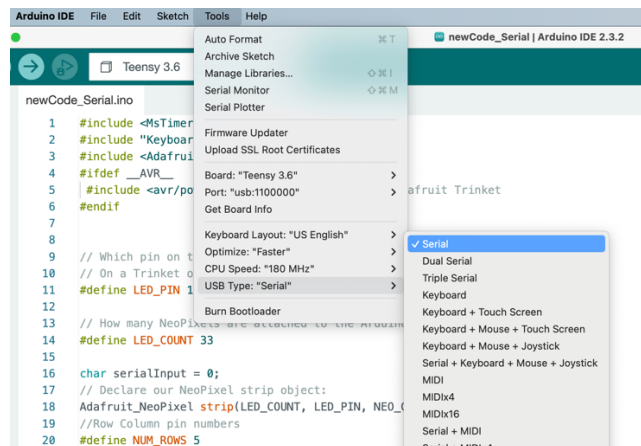 Arduino IDE File Edit Sketch Tools Help
newCode_Serial | Arduino IDE 2.3.2
Teensy 3.6
newCode_Serial.ino
Auto Format ⌘ T
Archive Sketch
Manage Libraries... ⇧ ⌘ I
Serial Monitor ⇧ ⌘ M
Serial Plotter
Firmware Updater
Upload SSL Root Certificates
Board: "Teensy 3.6"
Port: "usb:1100000"
Get Board Info
Keyboard Layout: "US English"
Optimize: "Faster"
CPU Speed: "180 MHz"
USB Type: "Serial"
Burn Bootloader
✓ Serial
Dual Serial
Triple Serial
Keyboard
Keyboard + Touch Screen
Keyboard + Mouse + Touch Screen
Keyboard + Mouse + Joystick
Serial + Keyboard + Mouse + Joystick
MIDI
MIDIx4
MIDIx16
Serial + MIDI
1 #include <MsTimer
2 #include "Keyboar
3 #include <Adafrui
4 #ifdef __AVR__
5 #include <avr/po afruit Trinket
6 #endif
7
8
9 // Which pin on t
10 // On a Trinket o
11 #define LED_PIN 1
12
13 // How many NeoPixels are attached to the Arduino
14 #define LED_COUNT 33
15
16 char serialInput = 0;
17 // Declare our NeoPixel strip object:
18 Adafruit_NeoPixel strip(LED_COUNT, LED_PIN, NEO_
19 //Row Column pin numbers
20 #define NUM_ROWS 5